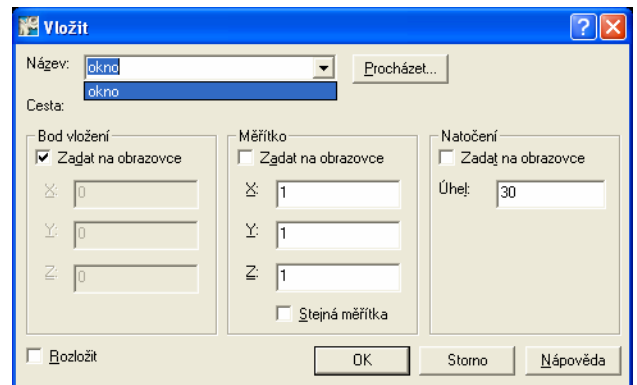 Vložit
Název: okno Procházet...
okno
Cesta:
Bod vložení
Zadat na obrazovce
X: 0
Y: 0
Z: 0
Měřítko
Zadat na obrazovce
X: 1
Y: 1
Z: 1
Stejná měřítka
Natočení
Zadat na obrazovce
Úhel: 30
Rozložit
OK Storno Nápověda